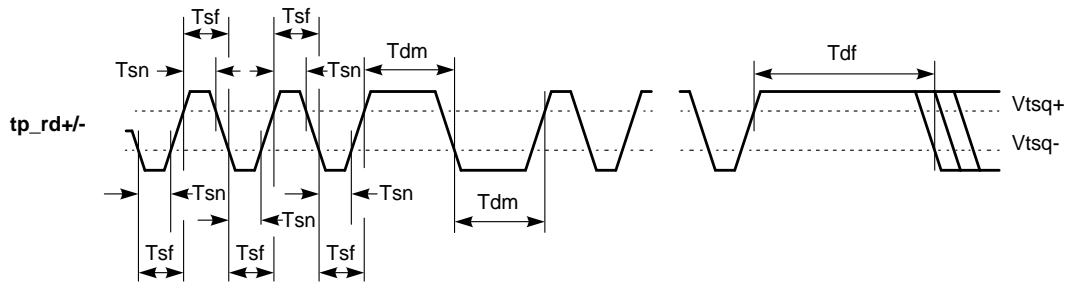 Tsf Tsf
Tdm Tdf
Tsn Tsn
Vtsq+
tp_rd+/-
Vtsq-
Tsn Tsn
Tsn Tdm
Tsf Tsf Tsf